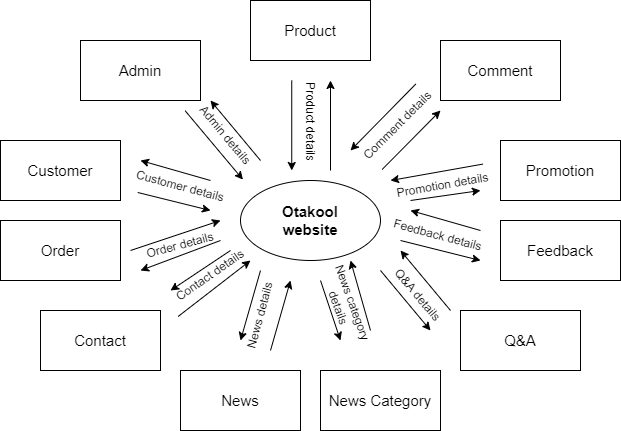 Product
Admin
Comment
Product details
Admin details
Comment details
Customer
Customer details
Promotion details
Promotion
Otakool
website
Order
Order details
Feedback details
Feedback
Contact details
News details
News category
details
Q&A details
Contact
Q&A
News
News Category